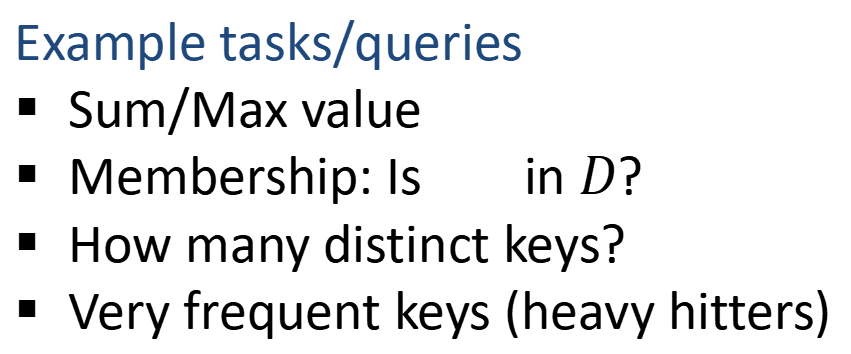 Example tasks/queries
▪ Sum/Max value
▪ Membership: Is in D?
▪ How many distinct keys?
▪ Very frequent keys (heavy hitters)